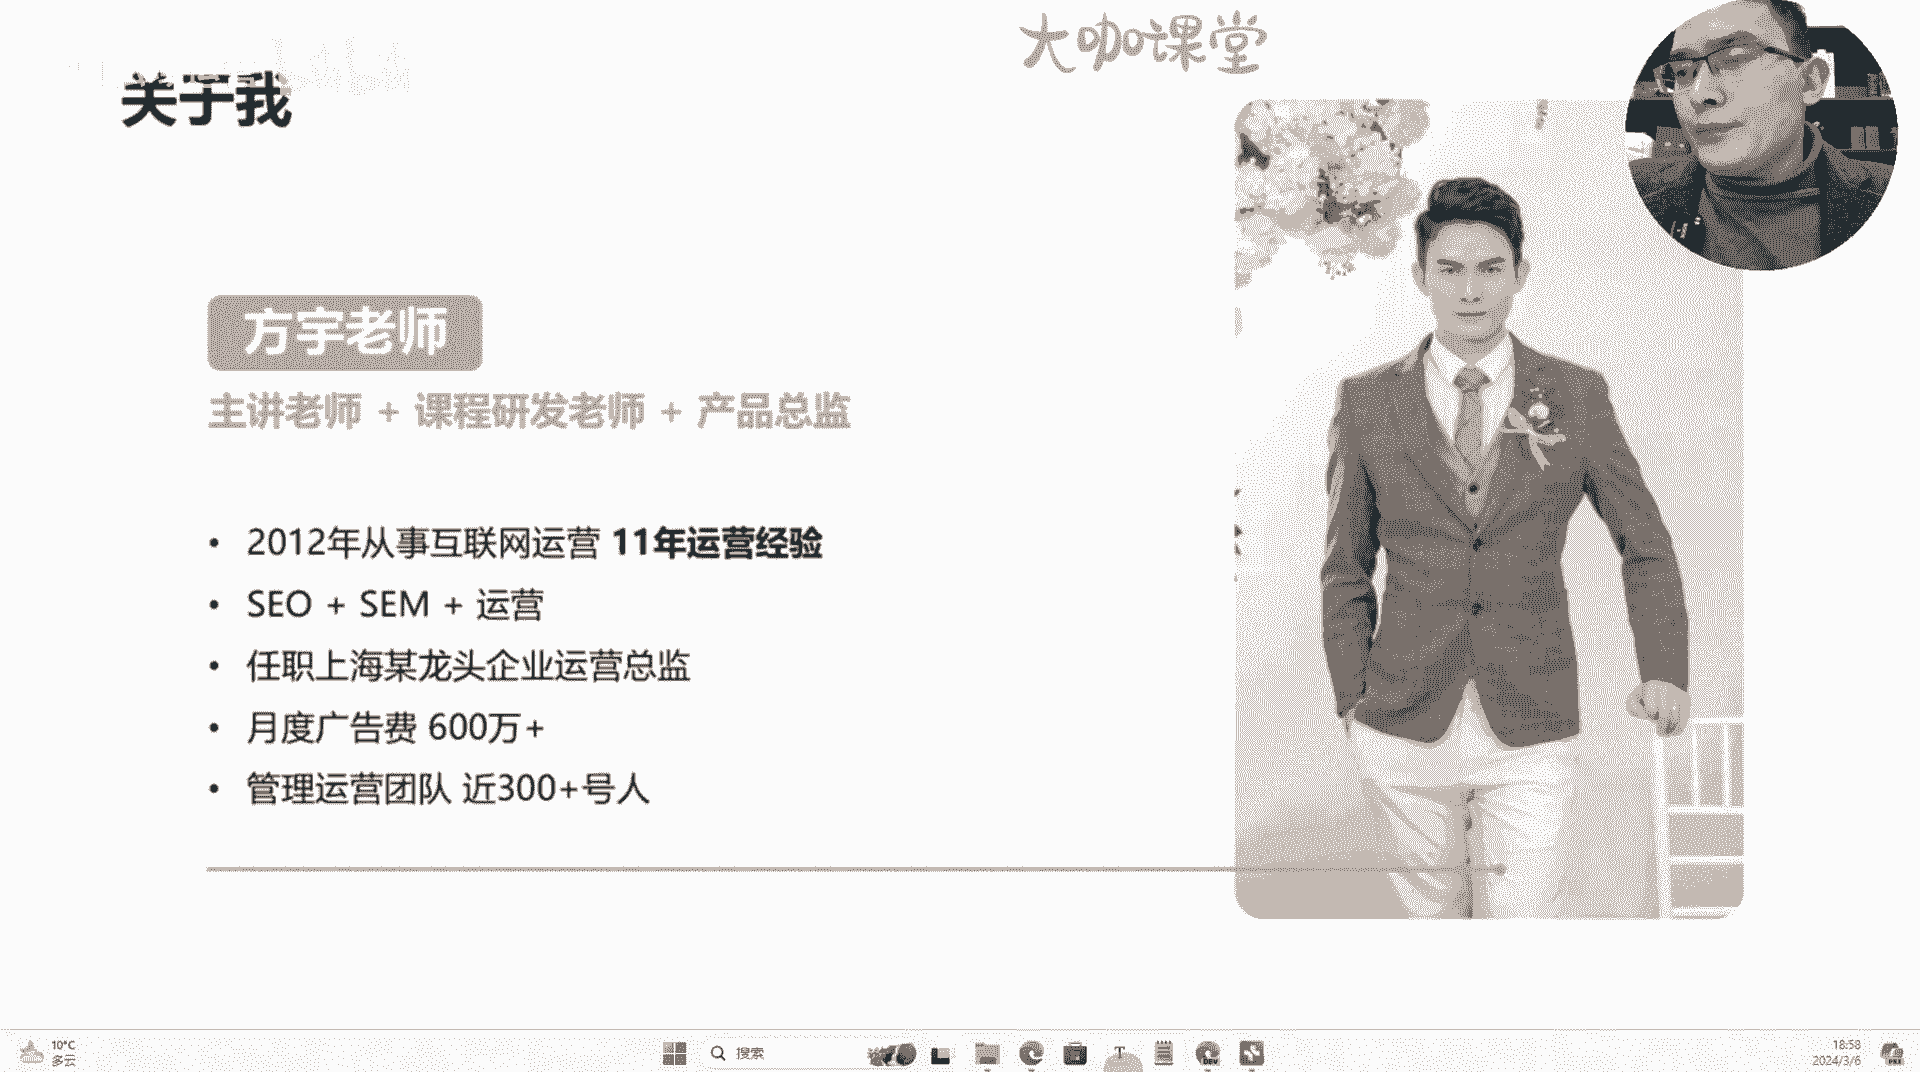 大咖课堂
关于我
方宇老师
主讲老师 + 课程研发老师 + 产品总监
• 2012年从事互联网运营 11年运营经验
• SEO + SEM + 运营
• 任职上海某龙头企业运营总监
• 月度广告费 600万+
• 管理运营团队 近300+号人
10°C
多云
搜索
T
DEV
18:58
2024/3/6
PRE